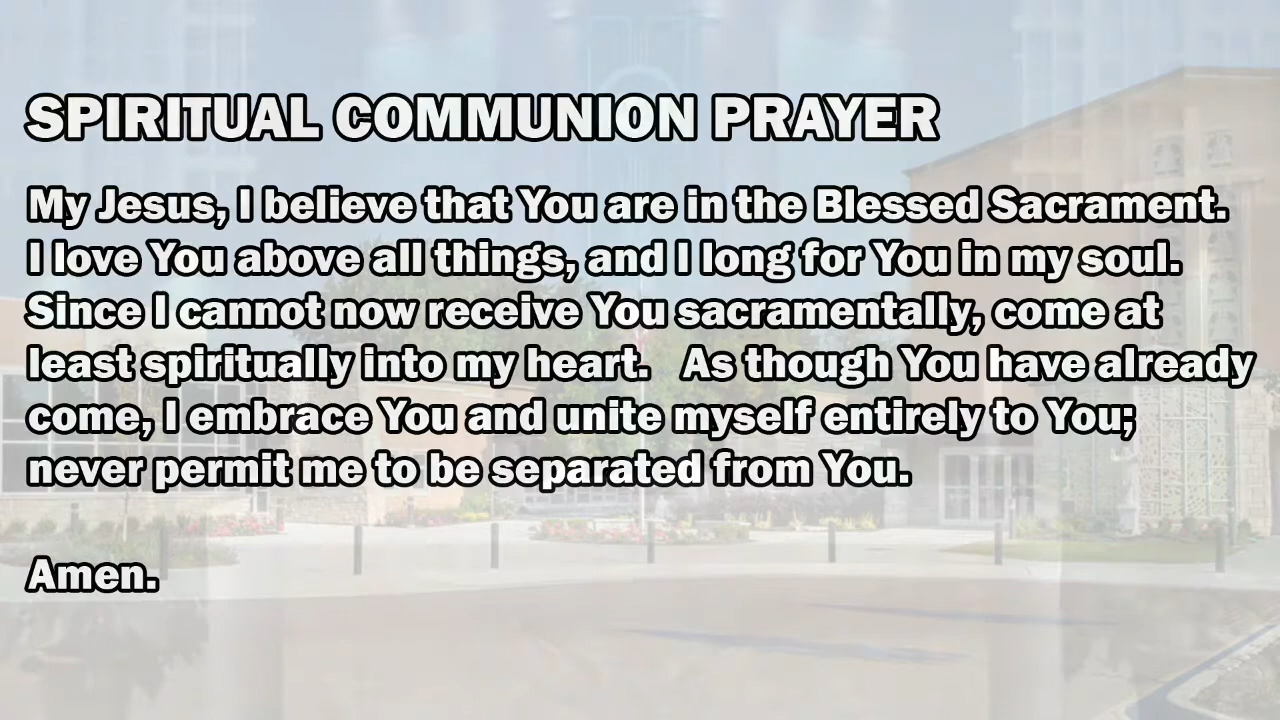 SPIRITUAL COMMUNION PRAYER
My Jesus, I believe that You are in the Blessed Sacrament.
I love You above all things, and I long for You in my soul.
Since I cannot now receive You sacramentally, come at
least spiritually into my heart.   As though You have already
come, I embrace You and unite myself entirely to You;
never permit me to be separated from You.
Amen.